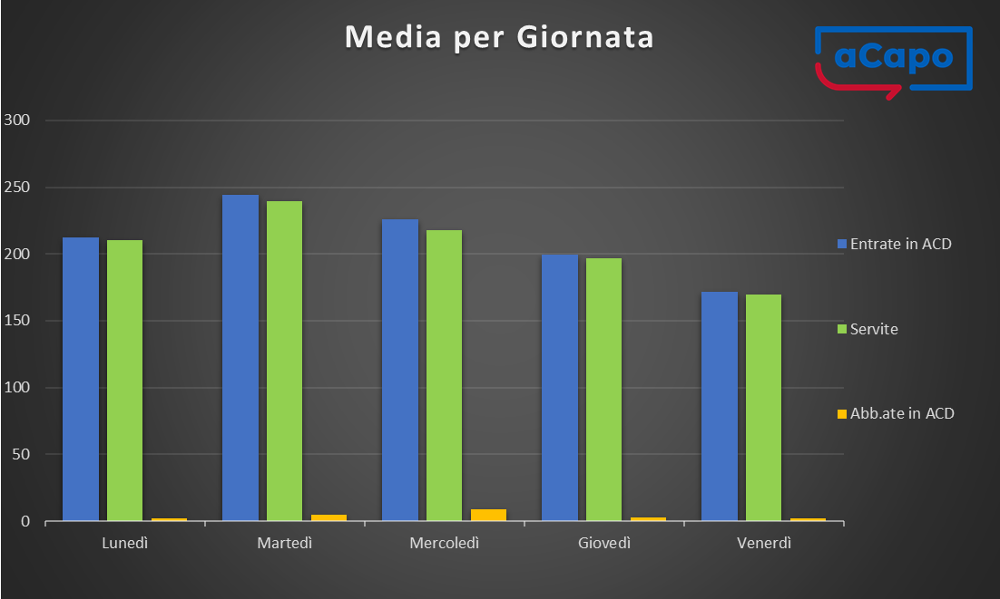 Media per Giornata
aCapo
300
250
200
150
100
50
0
Lunedì Martedì Mercoledì Giovedì Venerdì
Entrate in ACD
Servite
Abb.ate in ACD